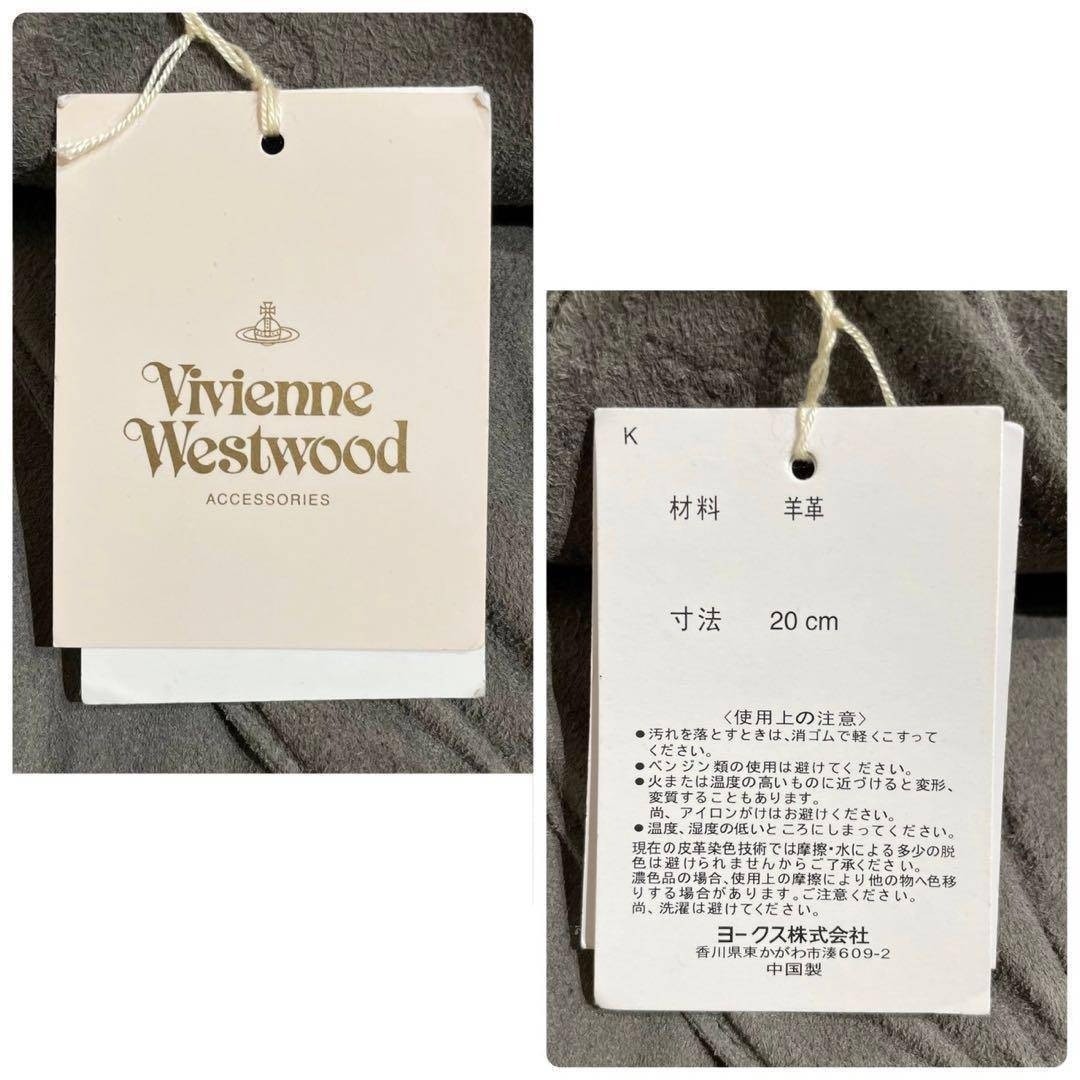 Vivienne
Westwood
ACCESSORIES
K
材料 羊革
寸法 20 cm
〈使用上の注意〉
●汚れを落とすときは、消ゴムで軽くこすって
ください。
●ベンジン類の使用は避けてください。
●火または温度の高いものに近づけると変形、
変質することもあります。
尚、アイロンがけはお避けください。
●温度、湿度の低いところにしまってください。
現在の皮革染色技術では摩擦・水による多少の脱
色は避けられませんからご了承ください。
濃色品の場合、使用上の摩擦により他の物へ色移
りする場合があります。ご注意ください。
尚、洗濯は避けてください。
ヨークス株式会社
香川県東かがわ市湊609-2
中国製